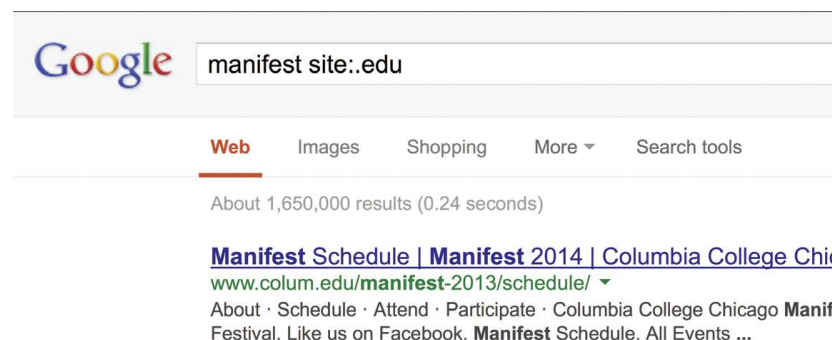 Google
manifest site:.edu
Web Images Shopping More Search tools
About 1,650,000 results (0.24 seconds)
Manifest Schedule | Manifest 2014 | Columbia College
www.colum.edu/manifest-2013/schedule/
About · Schedule · Attend · Participate · Columbia College Chicago
Festival. Like us on Facebook. Manifest Schedule. All Events ...